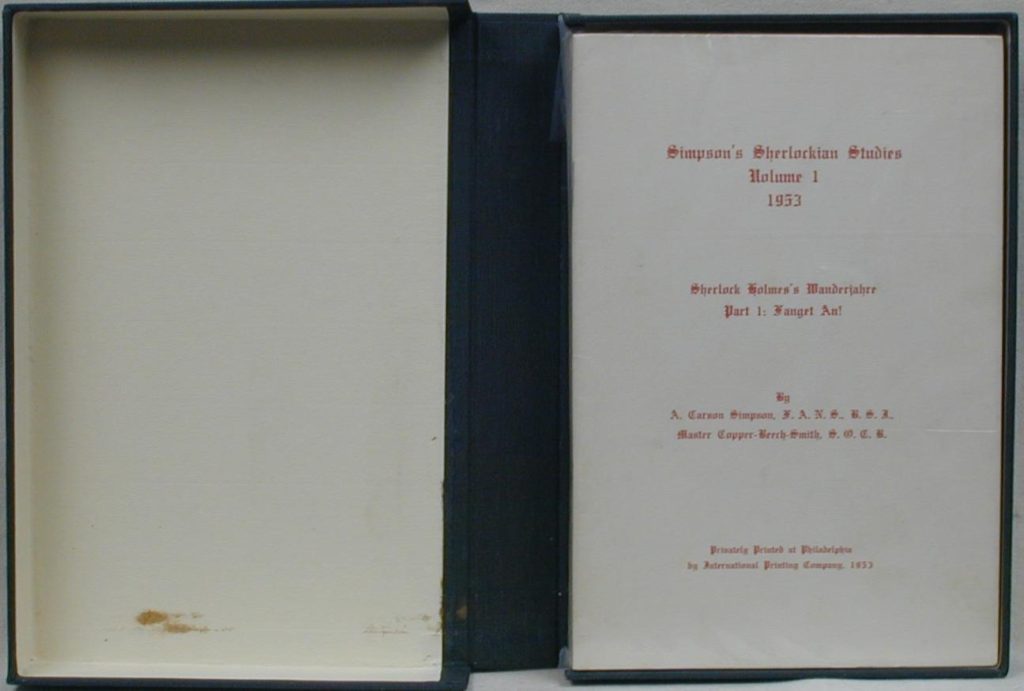 Simpson's Sherlockian Studies
Volume 1
1953
Sherlock Holmes's Wanderjahre
Part 1: Fanget An!
By
A. Carson Simpson, F. A. N. S., B. S. I.,
Master Copper-Beech-Smith, S. O. C. B.
Privately Printed at Philadelphia
by International Printing Company, 1953